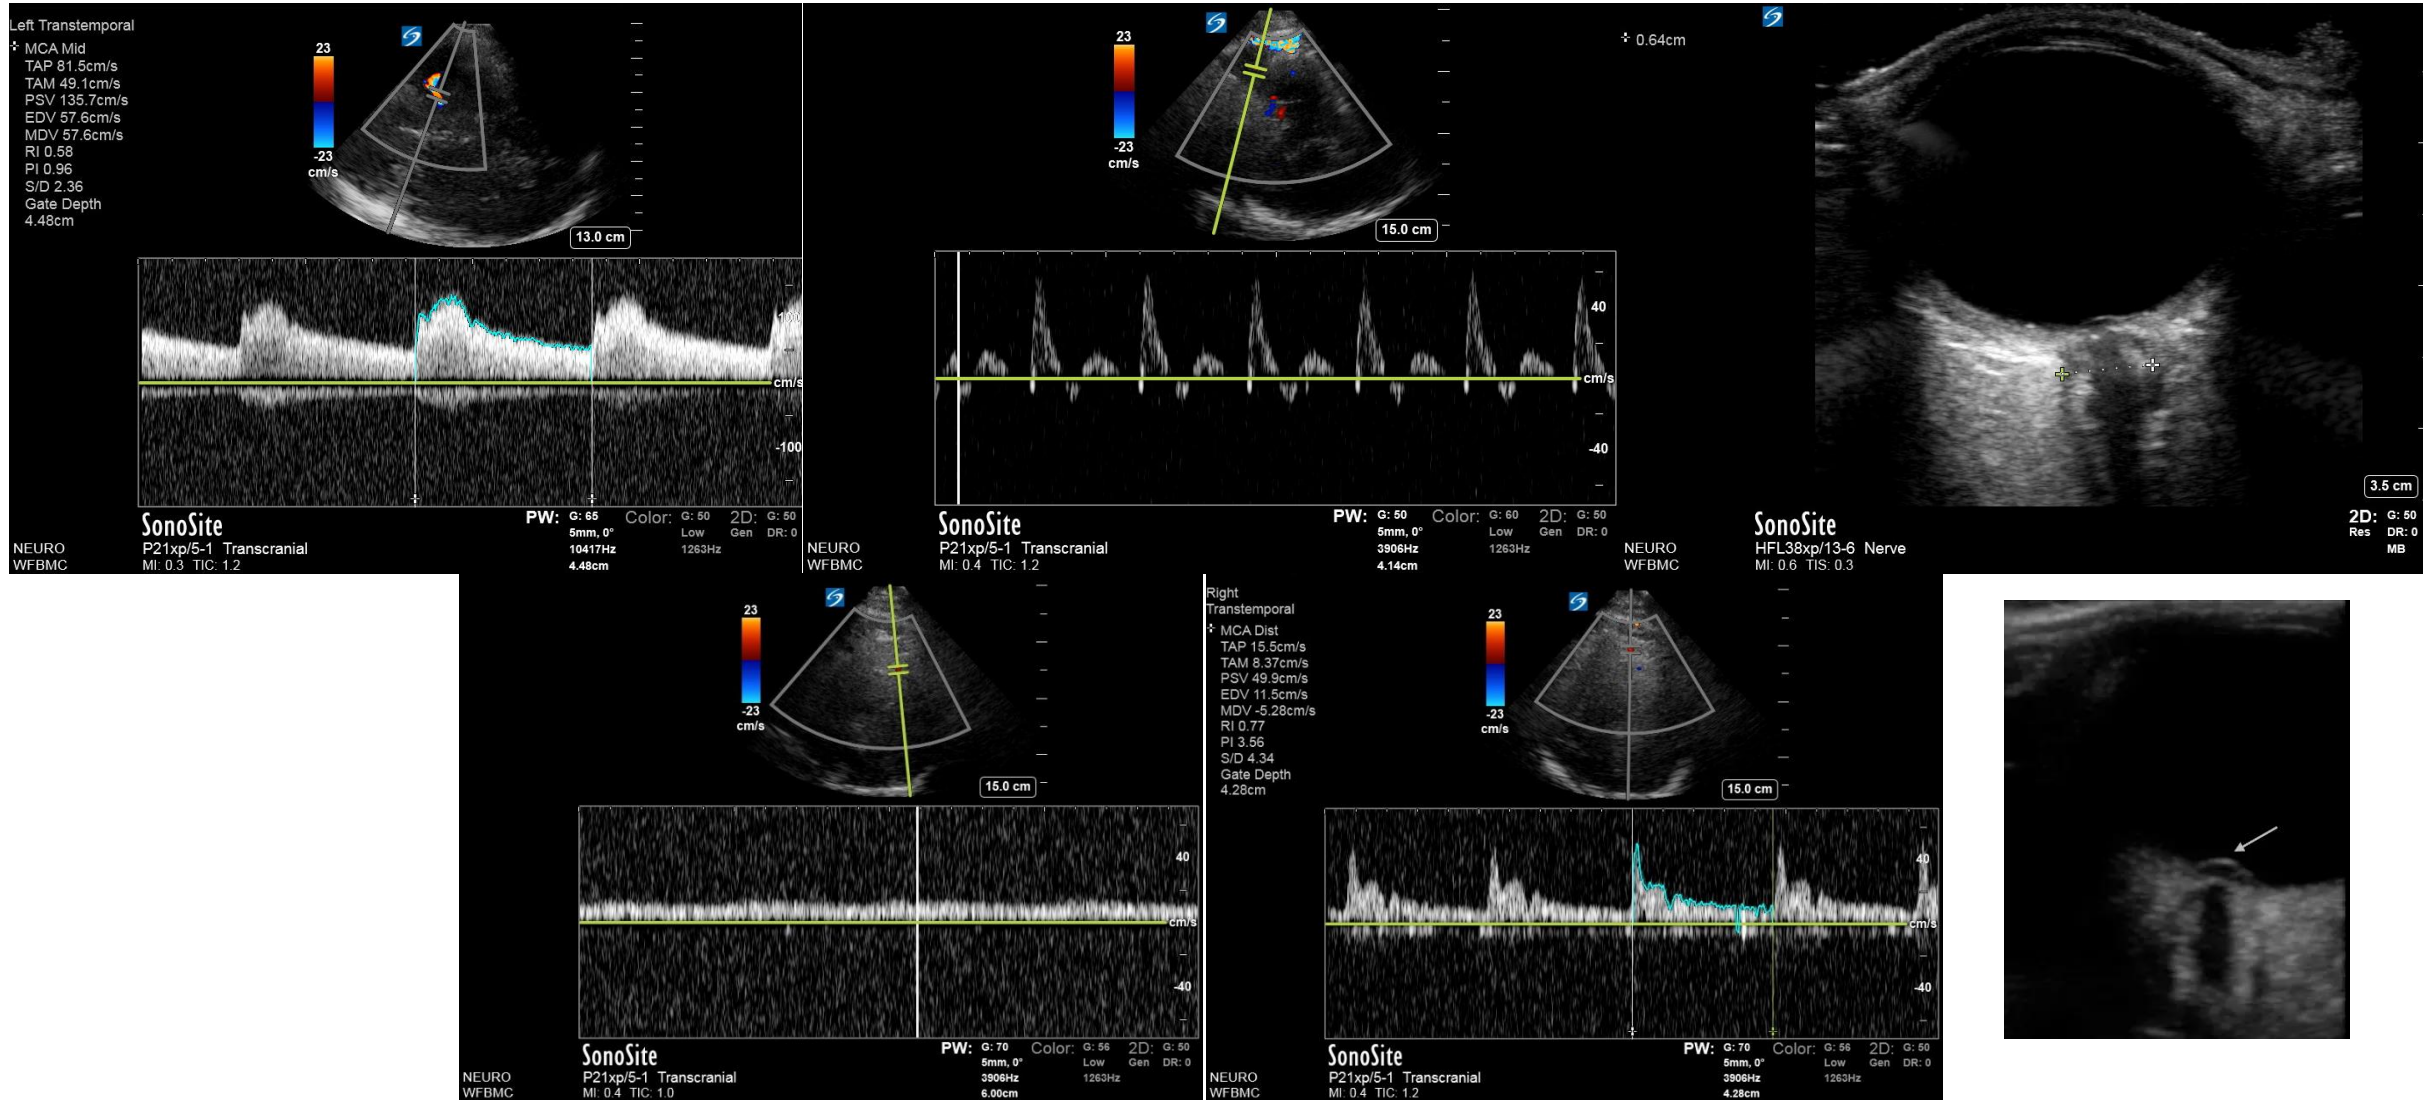 Left Transtemporal
MCA Mid
TAP 81.5cm/s
TAM 49.1cm/s
PSV 135.7cm/s
EDV 57.6cm/s
MDV 57.6cm/s
RI 0.58
PI 0.96
S/D 2.36
Gate Depth
4.48cm
23
-23
cm/s
13.0 cm
100
cm/s
-100
SonoSite
PW: G: 65 Color: G: 50 2D: G: 50
5mm, 0° Low Gen DR: 0
NEURO P21xp/5-1 Transcranial 10417Hz 1263Hz
WFBMC MI: 0.3 TIC: 1.2 4.48cm
23
-23
cm/s
15.0 cm
40
cm/s
-40
SonoSite
PW: G: 50 Color: G: 60 2D: G: 50
5mm, 0° Low Gen DR: 0
NEURO P21xp/5-1 Transcranial 3906Hz 1263Hz
WFBMC MI: 0.4 TIC: 1.2 4.14cm
0.64cm
3.5 cm
SonoSite
2D: G: 50
Res DR: 0
NEURO HFL38xp/13-6 Nerve MB
WFBMC MI: 0.6 TIS: 0.3
23
-23
cm/s
15.0 cm
40
cm/s
-40
SonoSite
PW: G: 70 Color: G: 56 2D: G: 50
5mm, 0° Low Gen DR: 0
NEURO P21xp/5-1 Transcranial 3906Hz 1263Hz
WFBMC MI: 0.4 TIC: 1.0 6.00cm
Right
Transtemporal
MCA Dist
TAP 15.5cm/s
TAM 8.37cm/s
PSV 49.9cm/s
EDV 11.5cm/s
MDV -5.28cm/s
RI 0.77
PI 3.56
S/D 4.34
Gate Depth
4.28cm
23
-23
cm/s
15.0 cm
40
cm/s
-40
SonoSite
PW: G: 70 Color: G: 56 2D: G: 50
5mm, 0° Low Gen DR: 0
NEURO P21xp/5-1 Transcranial 3906Hz 1263Hz
WFBMC MI: 0.4 TIC: 1.2 4.28cm